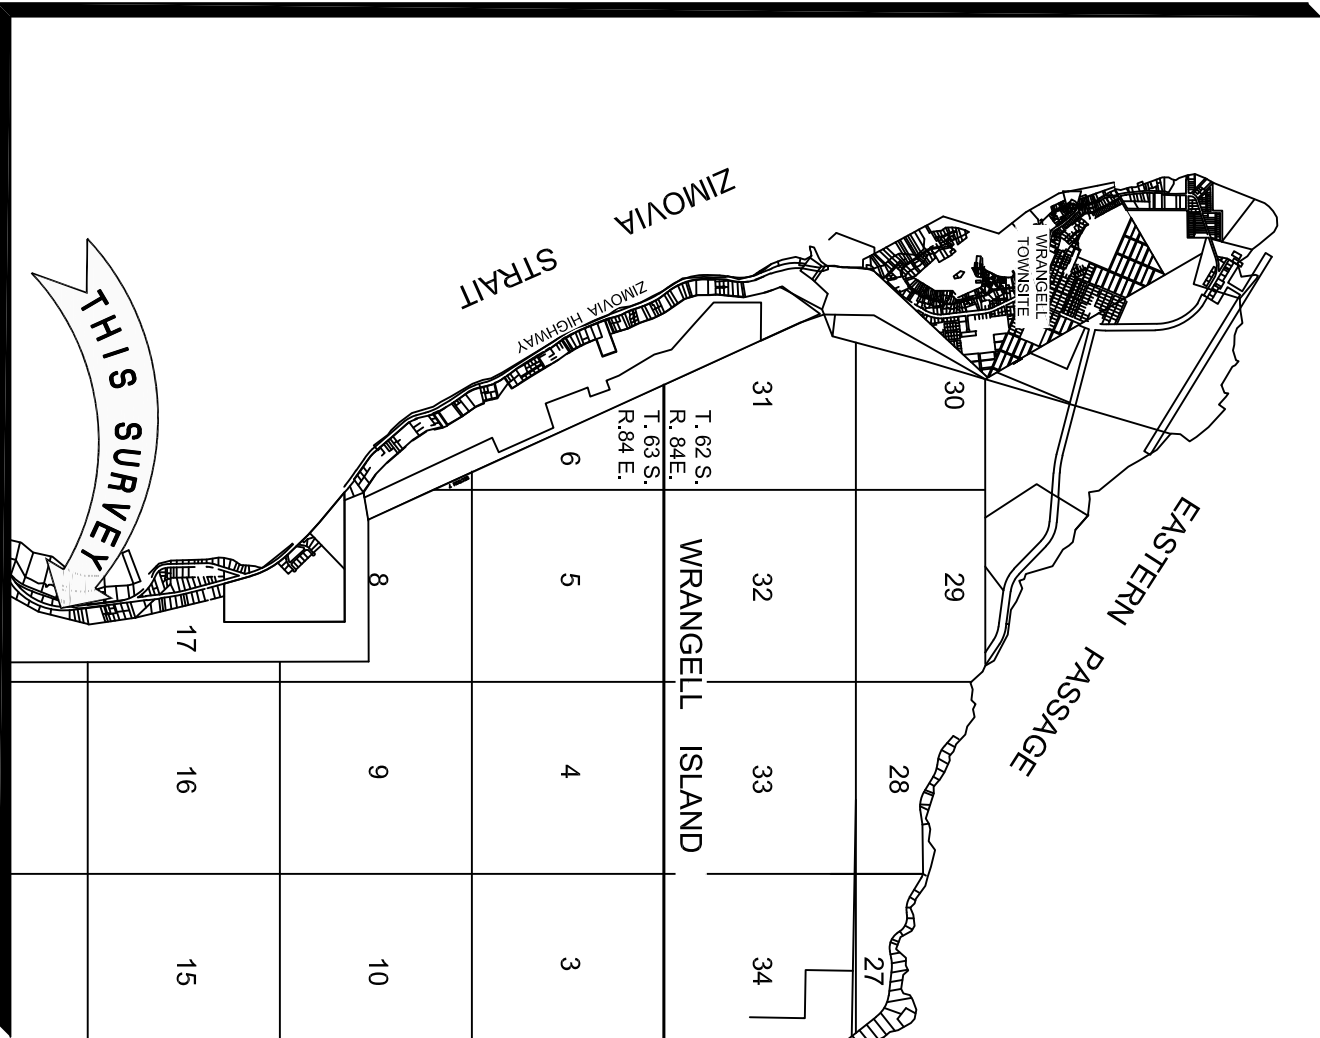 ZIMOVIA
STRAIT
ZIMOVIA HIGHWAY
WRANGELL
TOWNSITE
THIS SURVEY
EASTERN PASSAGE
WRANGELL ISLAND
T. 62 S.
R. 84E.
T. 63 S.
R.84 E.
30
31
6
29
32
5
8
17
28
33
4
9
16
27
34
3
10
15